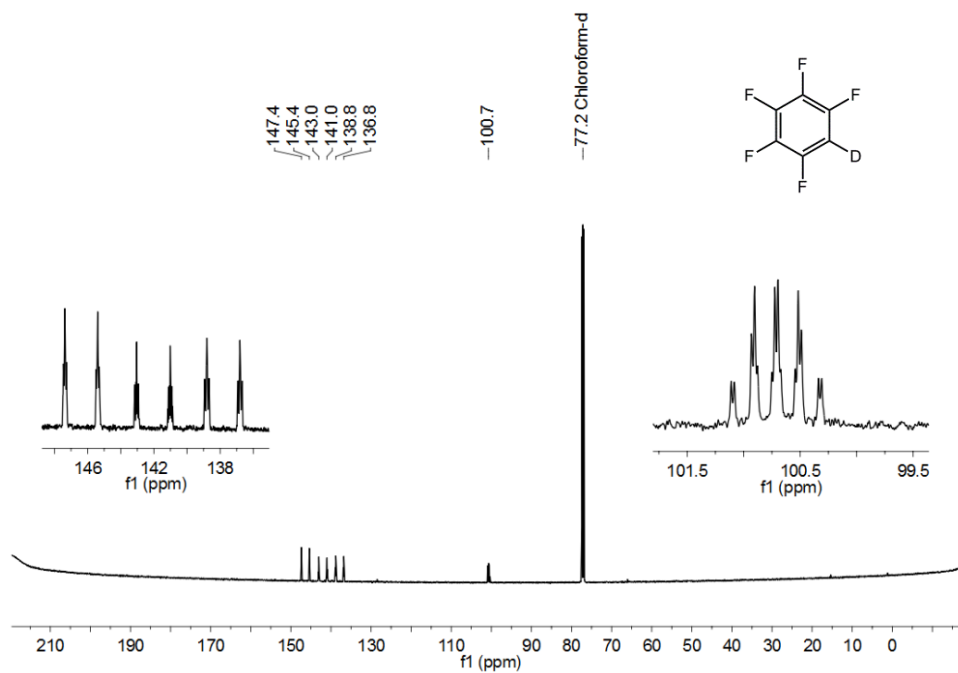 147.4
145.4
143.0
141.0
138.8
136.8
—100.7
—77.2 Chloroform-d
F
F
F
F
F
D
146 142 138
f1 (ppm)
101.5 100.5 99.5
f1 (ppm)
210 190 170 150 130 110 90 80 70 60 50 40 30 20 10 0
f1 (ppm)